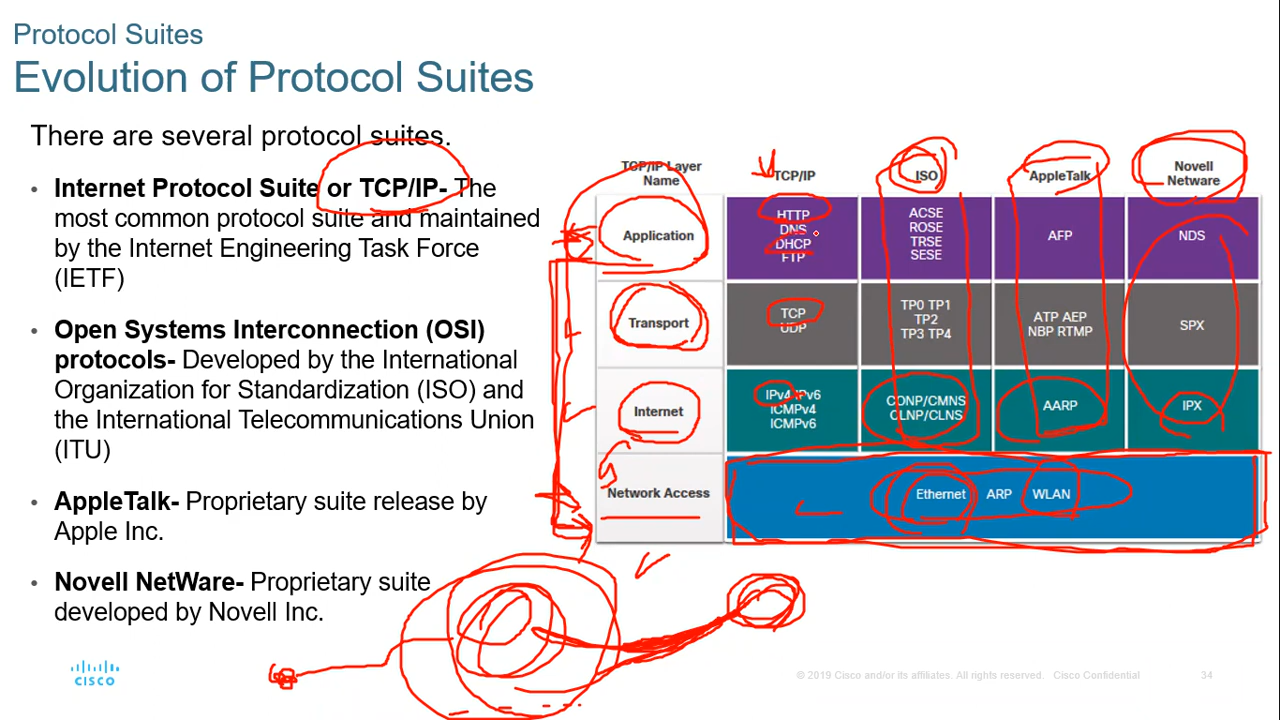 Protocol Suites
Evolution of Protocol Suites
There are several protocol suites.
• Internet Protocol Suite or TCP/IP- The
most common protocol suite and maintained
by the Internet Engineering Task Force
(IETF)
• Open Systems Interconnection (OSI)
protocols- Developed by the International
Organization for Standardization (ISO) and
the International Telecommunications Union
(ITU)
• AppleTalk- Proprietary suite release by
Apple Inc.
• Novell NetWare- Proprietary suite
developed by Novell Inc.
TCP/IP Layer
Name
TCP/IP
ISO
AppleTalk
Novell
Netware
Application
HTTP
DNS
DHCP
FTP
ACSE
ROSE
TRSE
SESE
AFP
NDS
Transport
TCP
UDP
TP0 TP1
TP2
TP3 TP4
ATP AEP
NBP RTMP
SPX
Internet
IPv4 IPv6
ICMPv4
ICMPv6
CONP/CMNS
CLNP/CLNS
AARP
IPX
Network Access
Ethernet ARP WLAN
CISCO
© 2019 Cisco and/or its affiliates. All rights reserved. Cisco Confidential
34